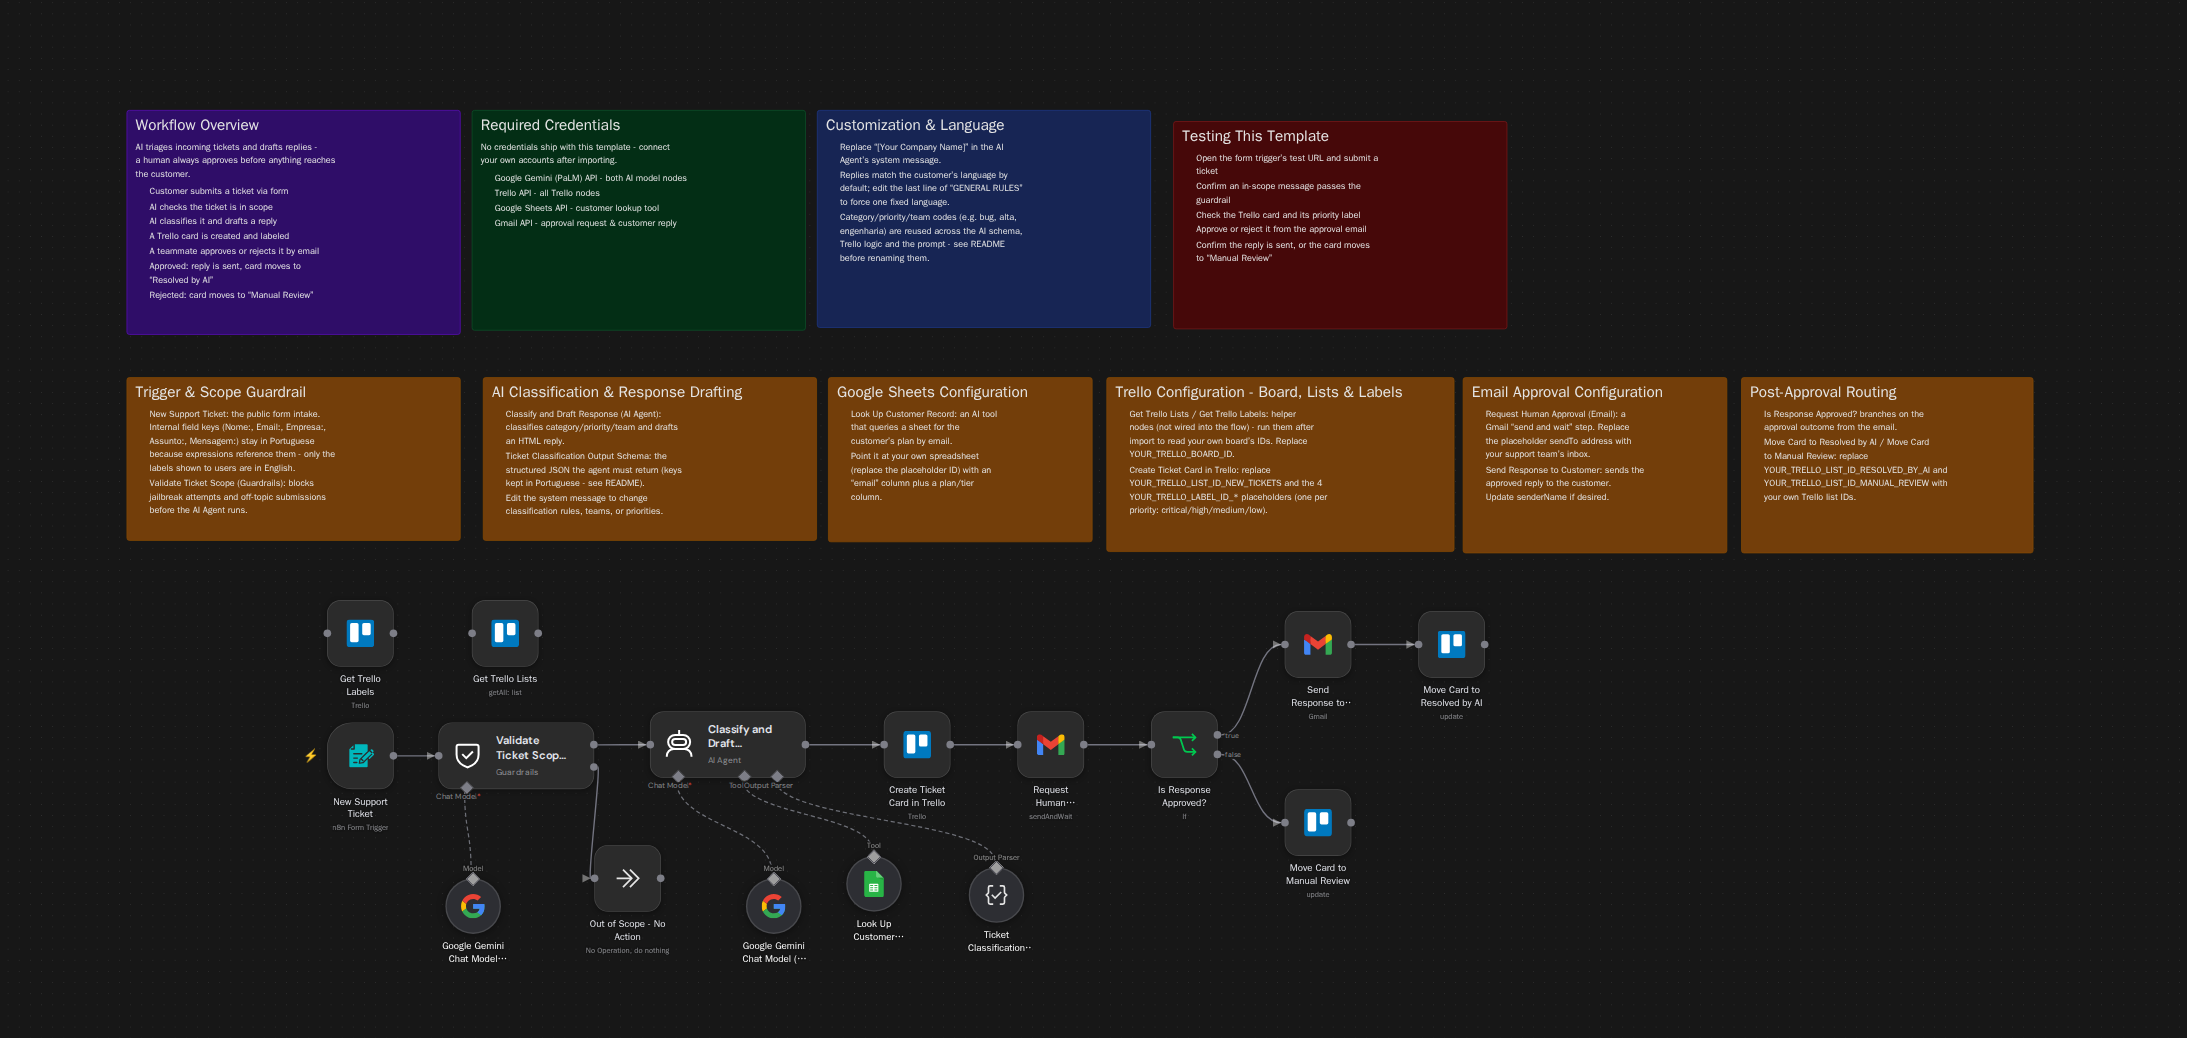 Workflow Overview
AI triages incoming tickets and drafts replies -
a human always approves before anything reaches
the customer.
Customer submits a ticket via form
AI checks the ticket is in scope
AI classifies it and drafts a reply
A Trello card is created and labeled
A teammate approves or rejects it by email
Approved: reply is sent, card moves to
"Resolved by AI"
Rejected: card moves to "Manual Review"
Required Credentials
No credentials ship with this template - connect
your own accounts after importing.
Google Gemini (PaLM) API - both AI model nodes
Trello API - all Trello nodes
Google Sheets API - customer lookup tool
Gmail API - approval request & customer reply
Customization & Language
Replace "[Your Company Name]" in the AI
Agent's system message.
Replies match the customer's language by
default; edit the last line of "GENERAL RULES"
to force one fixed language.
Category/priority/team codes (e.g. bug, alta,
engenharia) are reused across the AI schema,
Trello logic and the prompt - see README
before renaming them.
Testing This Template
Open the form trigger's test URL and submit a
ticket
Confirm an in-scope message passes the
guardrail
Check the Trello card and its priority label
Approve or reject it from the approval email
Confirm the reply is sent, or the card moves
to "Manual Review"
Trigger & Scope Guardrail
New Support Ticket: the public form intake.
Internal field keys (Nome:, Email:, Empresa:,
Assunto:, Mensagem:) stay in Portuguese
because expressions reference them - only the
labels shown to users are in English.
Validate Ticket Scope (Guardrails): blocks
jailbreak attempts and off-topic submissions
before the AI Agent runs.
AI Classification & Response Drafting
Classify and Draft Response (AI Agent):
classifies category/priority/team and drafts
an HTML reply.
Ticket Classification Output Schema: the
structured JSON the agent must return (keys
kept in Portuguese - see README).
Edit the system message to change
classification rules, teams, or priorities.
Google Sheets Configuration
Look Up Customer Record: an AI tool
that queries a sheet for the
customer's plan by email.
Point it at your own spreadsheet
(replace the placeholder ID) with an
"email" column plus a plan/tier
column.
Trello Configuration - Board, Lists & Labels
Get Trello Lists / Get Trello Labels: helper
nodes (not wired into the flow) - run them after
import to read your own board's IDs. Replace
YOUR_TRELLO_BOARD_ID.
Create Ticket Card in Trello: replace
YOUR_TRELLO_LIST_ID_NEW_TICKETS and the 4
YOUR_TRELLO_LABEL_ID_* placeholders (one per
priority: critical/high/medium/low).
Email Approval Configuration
Request Human Approval (Email): a
Gmail "send and wait" step. Replace
the placeholder sendTo address with
your support team's inbox.
Send Response to Customer: sends the
approved reply to the customer.
Update senderName if desired.
Post-Approval Routing
Is Response Approved? branches on the
approval outcome from the email.
Move Card to Resolved by AI / Move Card
to Manual Review: replace
YOUR_TRELLO_LIST_ID_RESOLVED_BY_AI and
YOUR_TRELLO_LIST_ID_MANUAL_REVIEW with
your own Trello list IDs.
Get Trello
Labels
Trello
Get Trello Lists
getAll: list
Send
Response to···
Gmail
Move Card to
Resolved by AI
update
New Support
Ticket
n8n Form Trigger
Validate
Ticket Scop...
Guardrails
Chat Model*
Classify and
Draft...
AI Agent
Chat Model*
Tool
Output Parser
Create Ticket
Card in Trello
Trello
Request
Human···
sendAndWait
Is Response
Approved?
If
true
false
Move Card to
Manual Review
update
Model
Google Gemini
Chat Model···
Out of Scope - No
Action
No Operation, do nothing
Model
Google Gemini
Chat Model (···
Tool
Look Up
Customer···
Output Parser
Ticket
Classification···